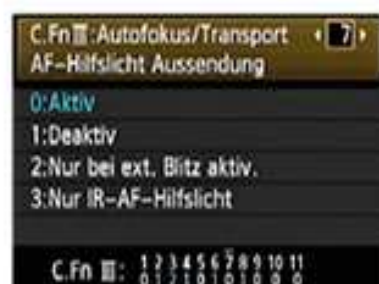 C.Fn III :Autofokus/Transport 7
AF-Hilfslicht Aussendung
0:Aktiv
1:Deaktiv
2:Nur bei ext. Blitz aktiv.
3:Nur IR-AF-Hilfslicht
C.Fn III : 1 2 3 4 5 6 7 8 9 10 11